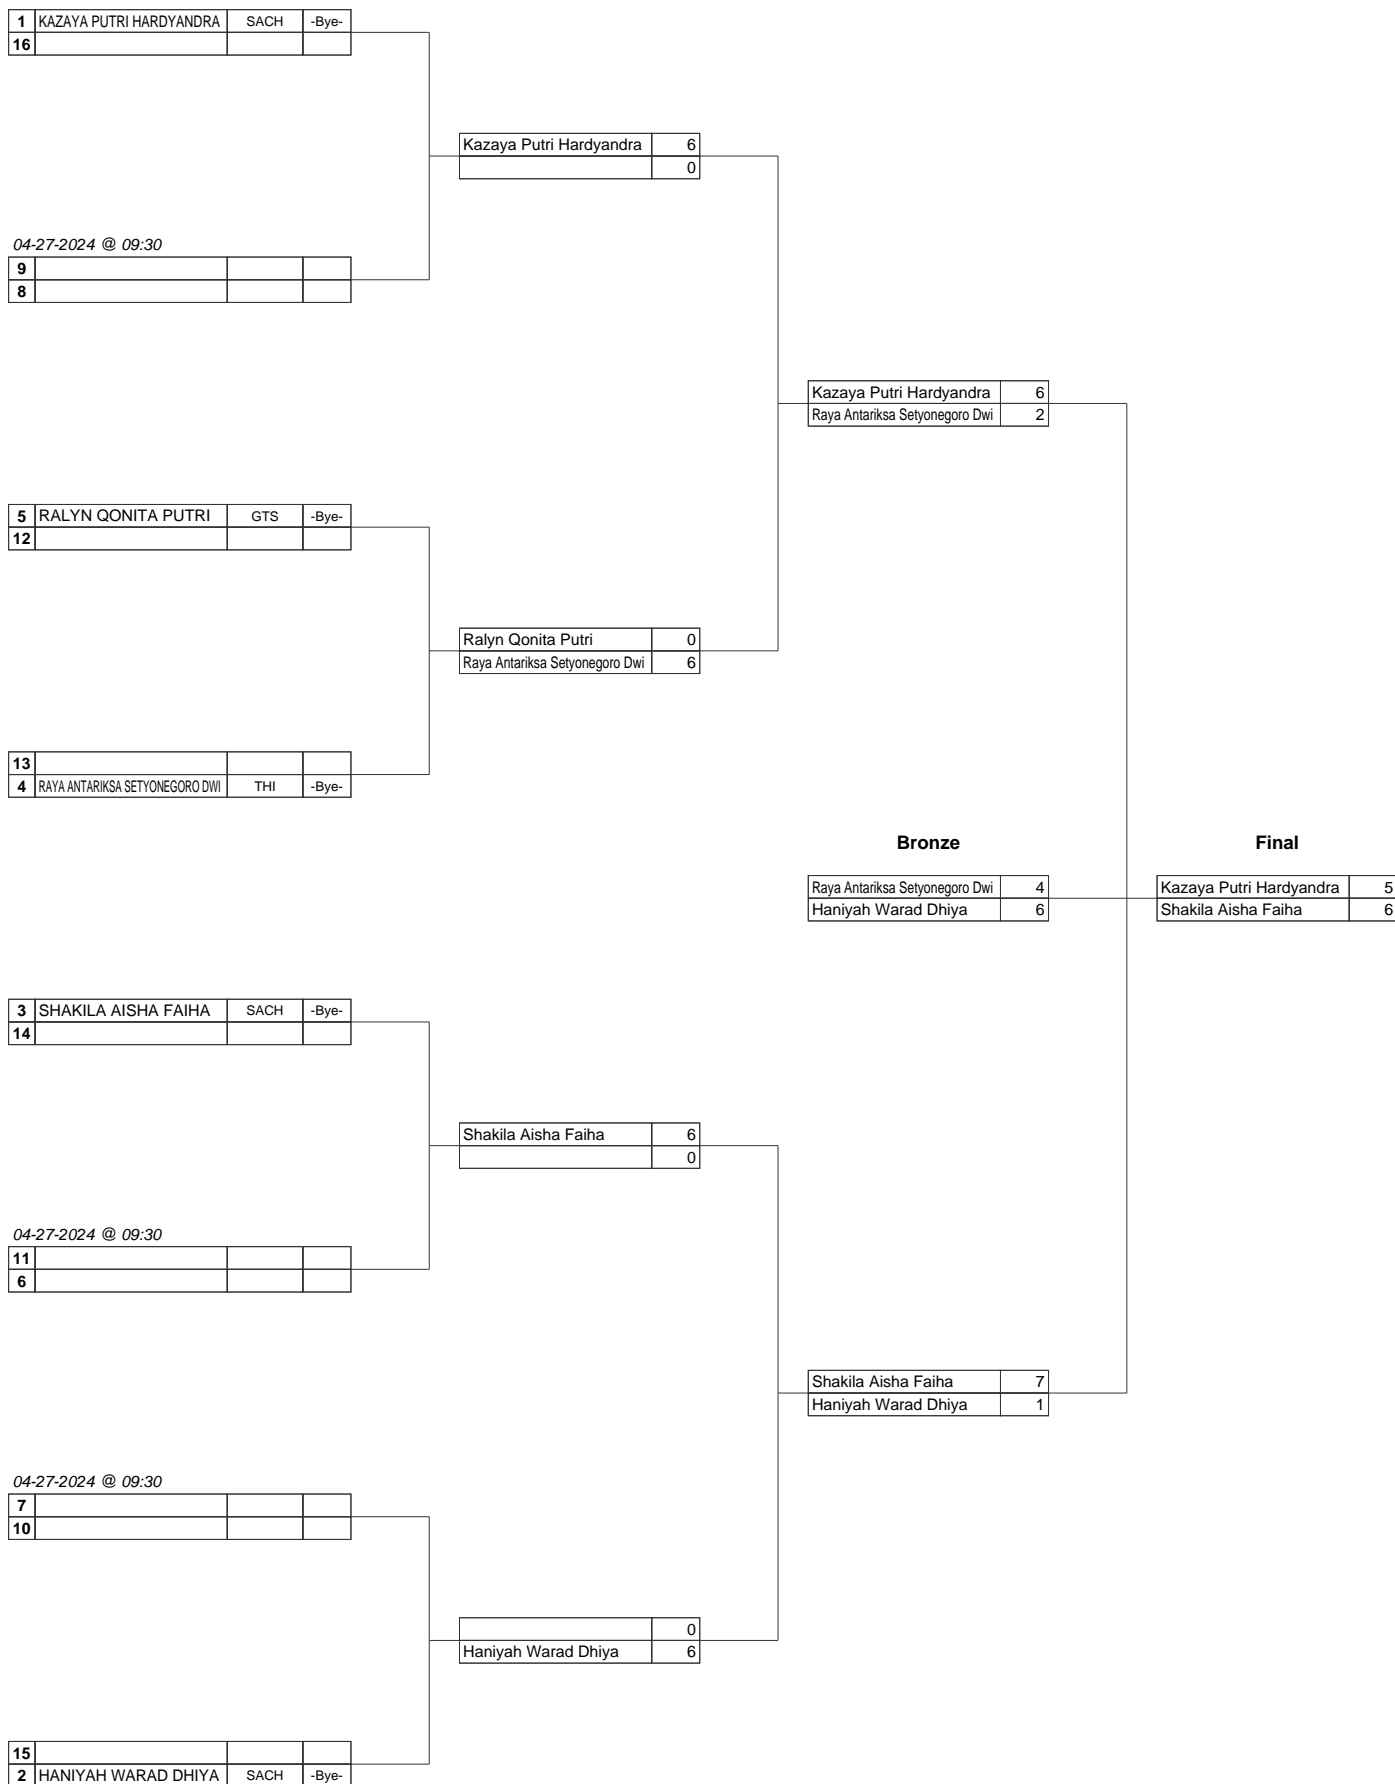 1 KAZAYA PUTRI HARDYANDRA SACH -Bye-
16
Kazaya Putri Hardyandra 6
0
04-27-2024 @ 09:30
9
8
Kazaya Putri Hardyandra 6
Raya Antariksa Setyonegoro Dwi 2
5 RALYN QONITA PUTRI GTS -Bye-
12
Ralyn Qonita Putri 0
Raya Antariksa Setyonegoro Dwi 6
13
4 RAYA ANTARIKSA SETYONEGORO DWI THI -Bye-
Bronze Final
Raya Antariksa Setyonegoro Dwi 4 Kazaya Putri Hardyandra 5
Haniyah Warad Dhiya 6 Shakila Aisha Faiha 6
3 SHAKILA AISHA FAIHA SACH -Bye-
14
Shakila Aisha Faiha 6
0
04-27-2024 @ 09:30
11
6
Shakila Aisha Faiha 7
Haniyah Warad Dhiya 1
04-27-2024 @ 09:30
7
10
0
Haniyah Warad Dhiya 6
15
2 HANIYAH WARAD DHIYA SACH -Bye-